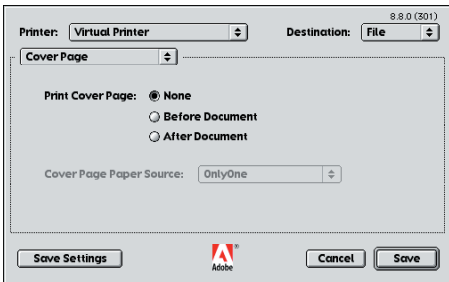 8.8.0 (301)
Printer: Virtual Printer Destination: File
Cover Page
Print Cover Page: None
Before Document
After Document
Cover Page Paper Source: OnlyOne
Save Settings Adobe® Cancel Save